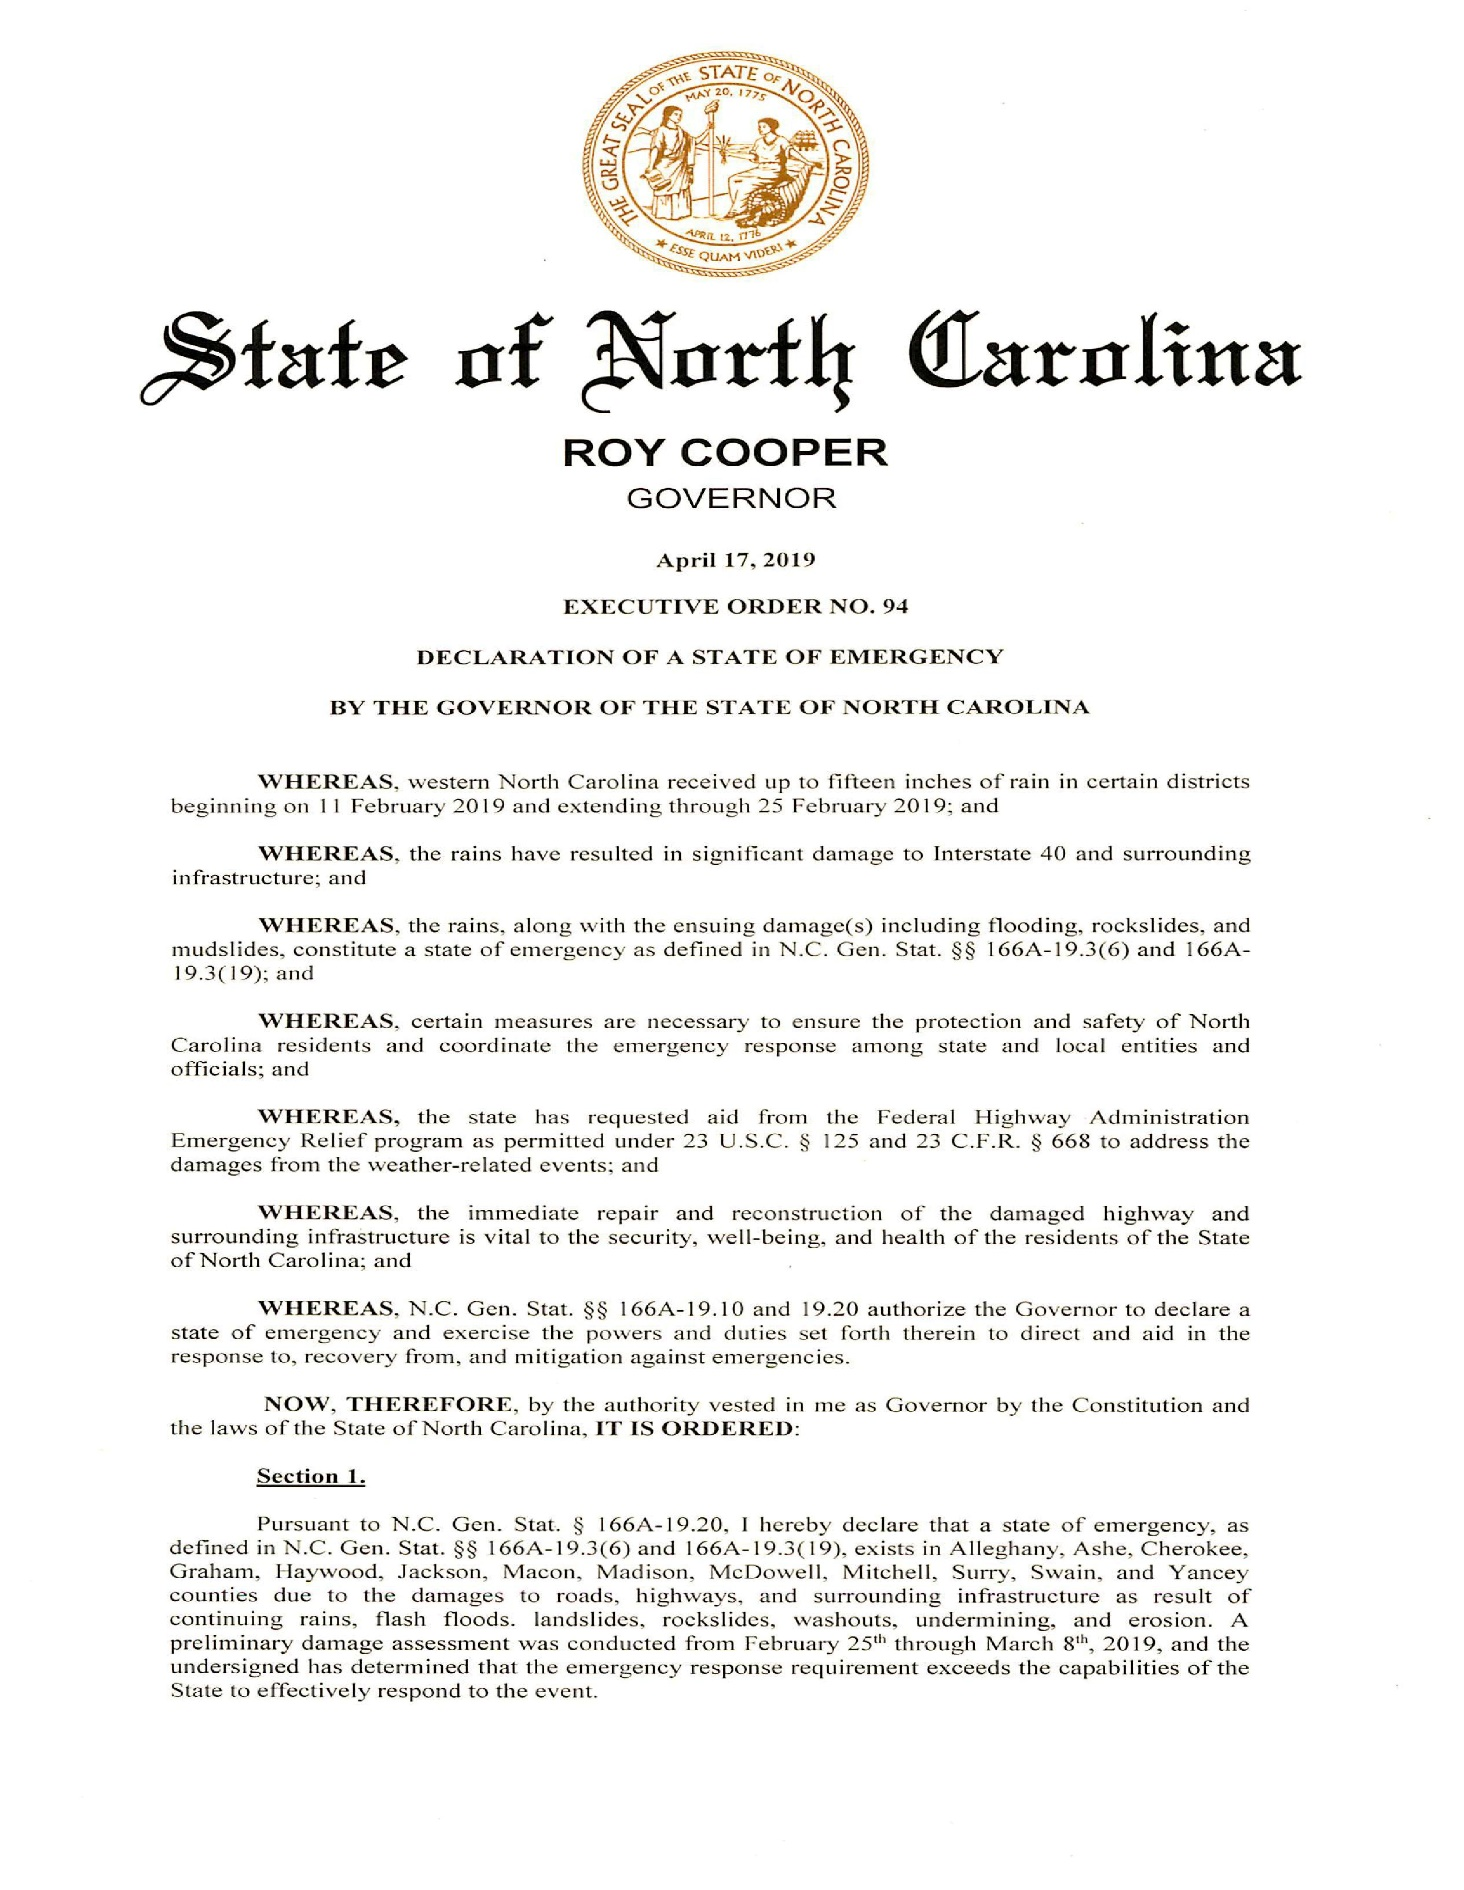 THE GREAT SEAL OF THE STATE OF NORTH CAROLINA
MAY 20, 1775
APRIL 12, 1776
★ ESSE QUAM VIDERI ★
State of North Carolina
ROY COOPER
GOVERNOR
April 17, 2019
EXECUTIVE ORDER NO. 94
DECLARATION OF A STATE OF EMERGENCY
BY THE GOVERNOR OF THE STATE OF NORTH CAROLINA
WHEREAS, western North Carolina received up to fifteen inches of rain in certain districts
beginning on 11 February 2019 and extending through 25 February 2019; and
WHEREAS, the rains have resulted in significant damage to Interstate 40 and surrounding
infrastructure; and
WHEREAS, the rains, along with the ensuing damage(s) including flooding, rockslides, and
mudslides, constitute a state of emergency as defined in N.C. Gen. Stat. §§ 166A-19.3(6) and 166A-
19.3(19); and
WHEREAS, certain measures are necessary to ensure the protection and safety of North
Carolina residents and coordinate the emergency response among state and local entities and
officials; and
WHEREAS, the state has requested aid from the Federal Highway Administration
Emergency Relief program as permitted under 23 U.S.C. § 125 and 23 C.F.R. § 668 to address the
damages from the weather-related events; and
WHEREAS, the immediate repair and reconstruction of the damaged highway and
surrounding infrastructure is vital to the security, well-being, and health of the residents of the State
of North Carolina; and
WHEREAS, N.C. Gen. Stat. §§ 166A-19.10 and 19.20 authorize the Governor to declare a
state of emergency and exercise the powers and duties set forth therein to direct and aid in the
response to, recovery from, and mitigation against emergencies.
NOW, THEREFORE, by the authority vested in me as Governor by the Constitution and
the laws of the State of North Carolina, IT IS ORDERED:
Section 1.
Pursuant to N.C. Gen. Stat. § 166A-19.20, I hereby declare that a state of emergency, as
defined in N.C. Gen. Stat. §§ 166A-19.3(6) and 166A-19.3(19), exists in Alleghany, Ashe, Cherokee,
Graham, Haywood, Jackson, Macon, Madison, McDowell, Mitchell, Surry, Swain, and Yancey
counties due to the damages to roads, highways, and surrounding infrastructure as result of
continuing rains, flash floods. landslides, rockslides, washouts, undermining, and erosion. A
preliminary damage assessment was conducted from February 25th through March 8th, 2019, and the
undersigned has determined that the emergency response requirement exceeds the capabilities of the
State to effectively respond to the event.